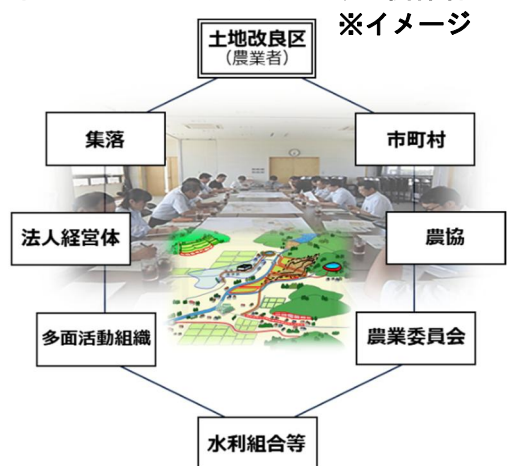 ※イメージ
土地改良区
（農業者）
集落
市町村
法人経営体
農協
多面活動組織
農業委員会
水利組合等